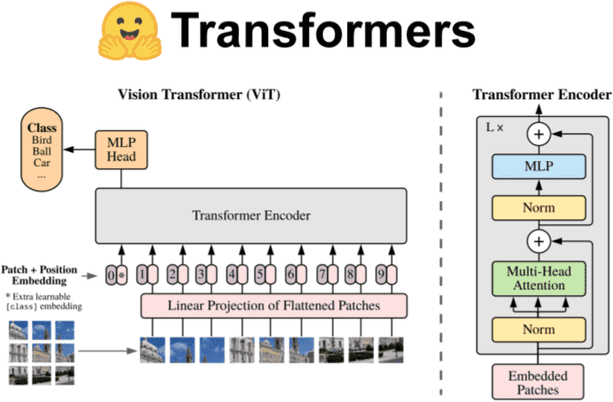 Transformers
Vision Transformer (ViT)
Class
Bird
Ball
Car
...
MLP
Head
Transformer Encoder
Patch + Position
Embedding
* Extra learnable
[class] embedding
0 * 1 2 3 4 5 6 7 8 9
Linear Projection of Flattened Patches
Transformer Encoder
L ×
+
MLP
Norm
+
Multi-Head
Attention
Norm
Embedded
Patches